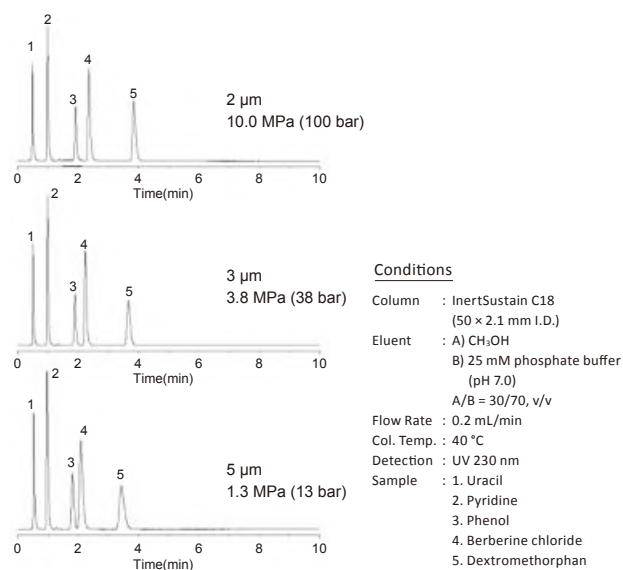 2
1
4
3
5
2 µm
10.0 MPa (100 bar)
0 2 4 6 8 10
Time(min)
2
1
4
3
5
3 µm
3.8 MPa (38 bar)
0 2 4 6 8 10
Time(min)
2
1
4
3
5
5 µm
1.3 MPa (13 bar)
0 2 4 6 8 10
Time(min)
Conditions
Column : InertSustain C18
(50 × 2.1 mm I.D.)
Eluent : A) CH₃OH
B) 25 mM phosphate buffer
(pH 7.0)
A/B = 30/70, v/v
Flow Rate : 0.2 mL/min
Col. Temp. : 40 °C
Detection : UV 230 nm
Sample : 1. Uracil
2. Pyridine
3. Phenol
4. Berberine chloride
5. Dextromethorphan